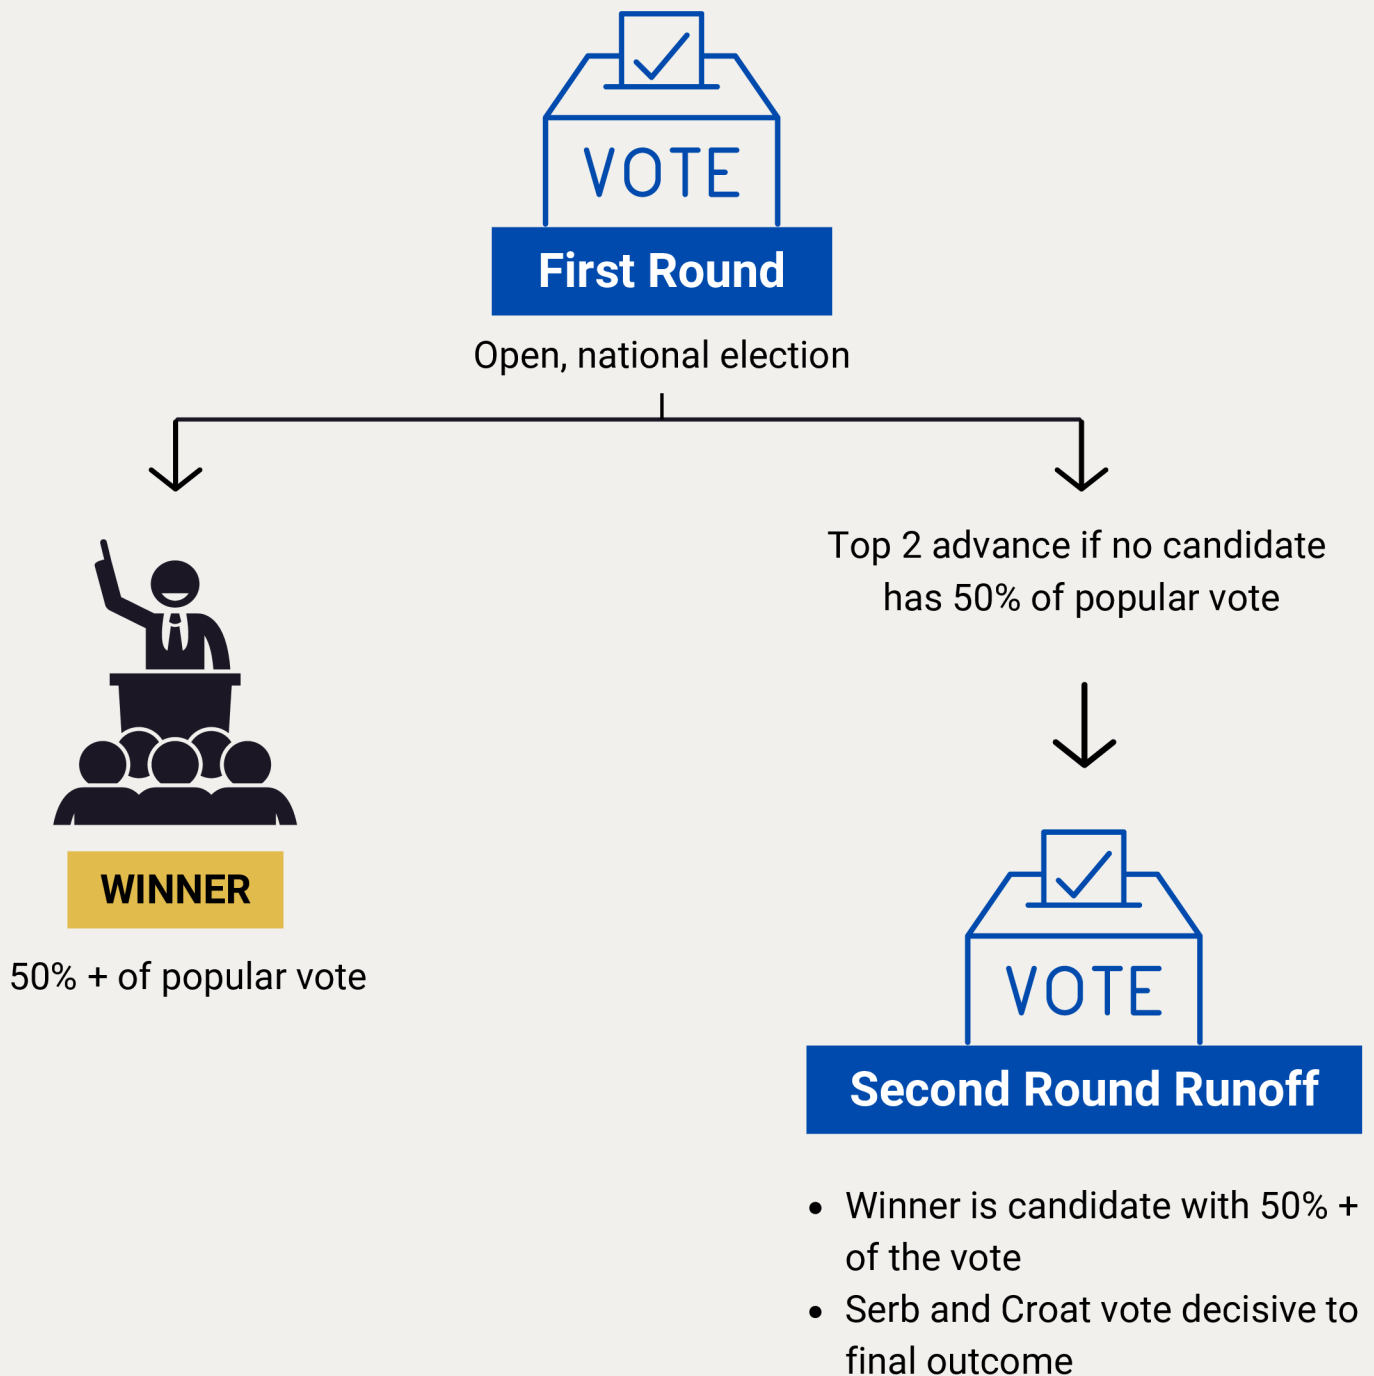 VOTE
First Round
Open, national election
Top 2 advance if no candidate
has 50% of popular vote
WINNER
50% + of popular vote
VOTE
Second Round Runoff
• Winner is candidate with 50% +
of the vote
• Serb and Croat vote decisive to
final outcome